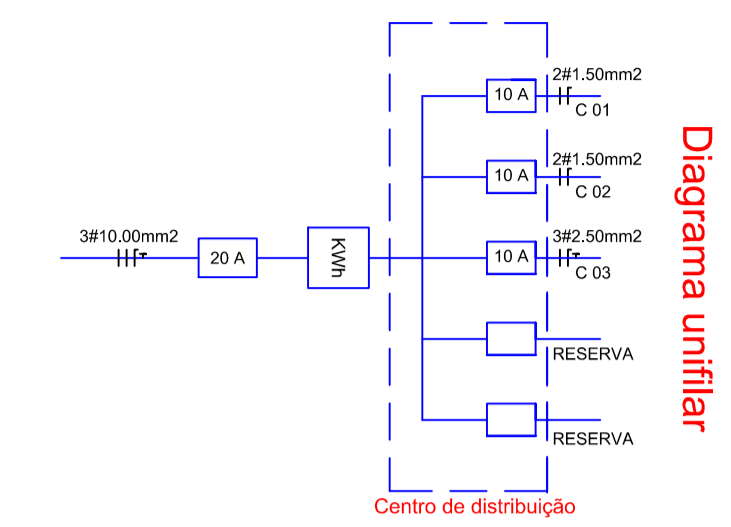 2#1.50mm2
10 A
C 01
2#1.50mm2
10 A
C 02
3#10.00mm2
20 A
KWh
3#2.50mm2
10 A
C 03
RESERVA
RESERVA
Centro de distribuição
Diagrama unifilar